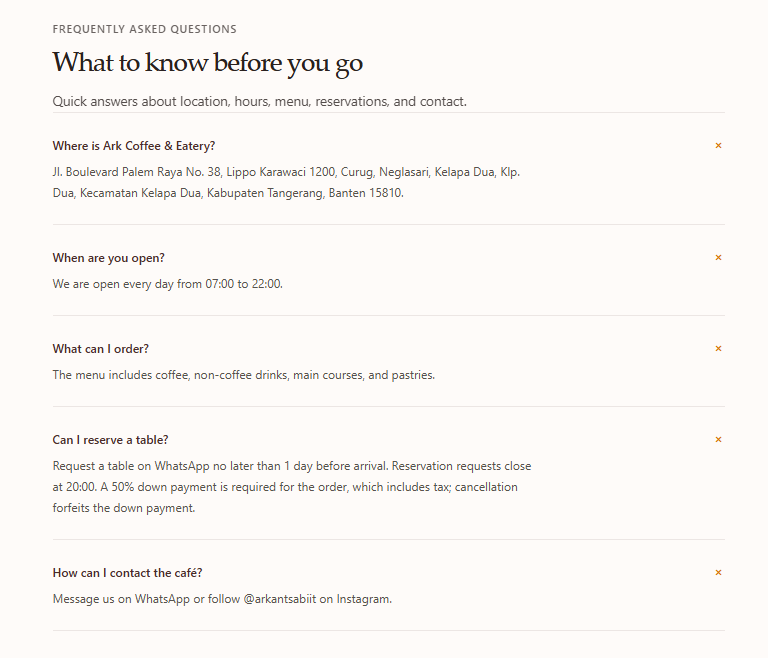 FREQUENTLY ASKED QUESTIONS
What to know before you go
Quick answers about location, hours, menu, reservations, and contact.
Where is Ark Coffee & Eatery? ×
Jl. Boulevard Palem Raya No. 38, Lippo Karawaci 1200, Curug, Neglasari, Kelapa Dua, Klp.
Dua, Kecamatan Kelapa Dua, Kabupaten Tangerang, Banten 15810.
When are you open? ×
We are open every day from 07:00 to 22:00.
What can I order? ×
The menu includes coffee, non-coffee drinks, main courses, and pastries.
Can I reserve a table? ×
Request a table on WhatsApp no later than 1 day before arrival. Reservation requests close
at 20:00. A 50% down payment is required for the order, which includes tax; cancellation
forfeits the down payment.
How can I contact the café? ×
Message us on WhatsApp or follow @arkantsabiit on Instagram.